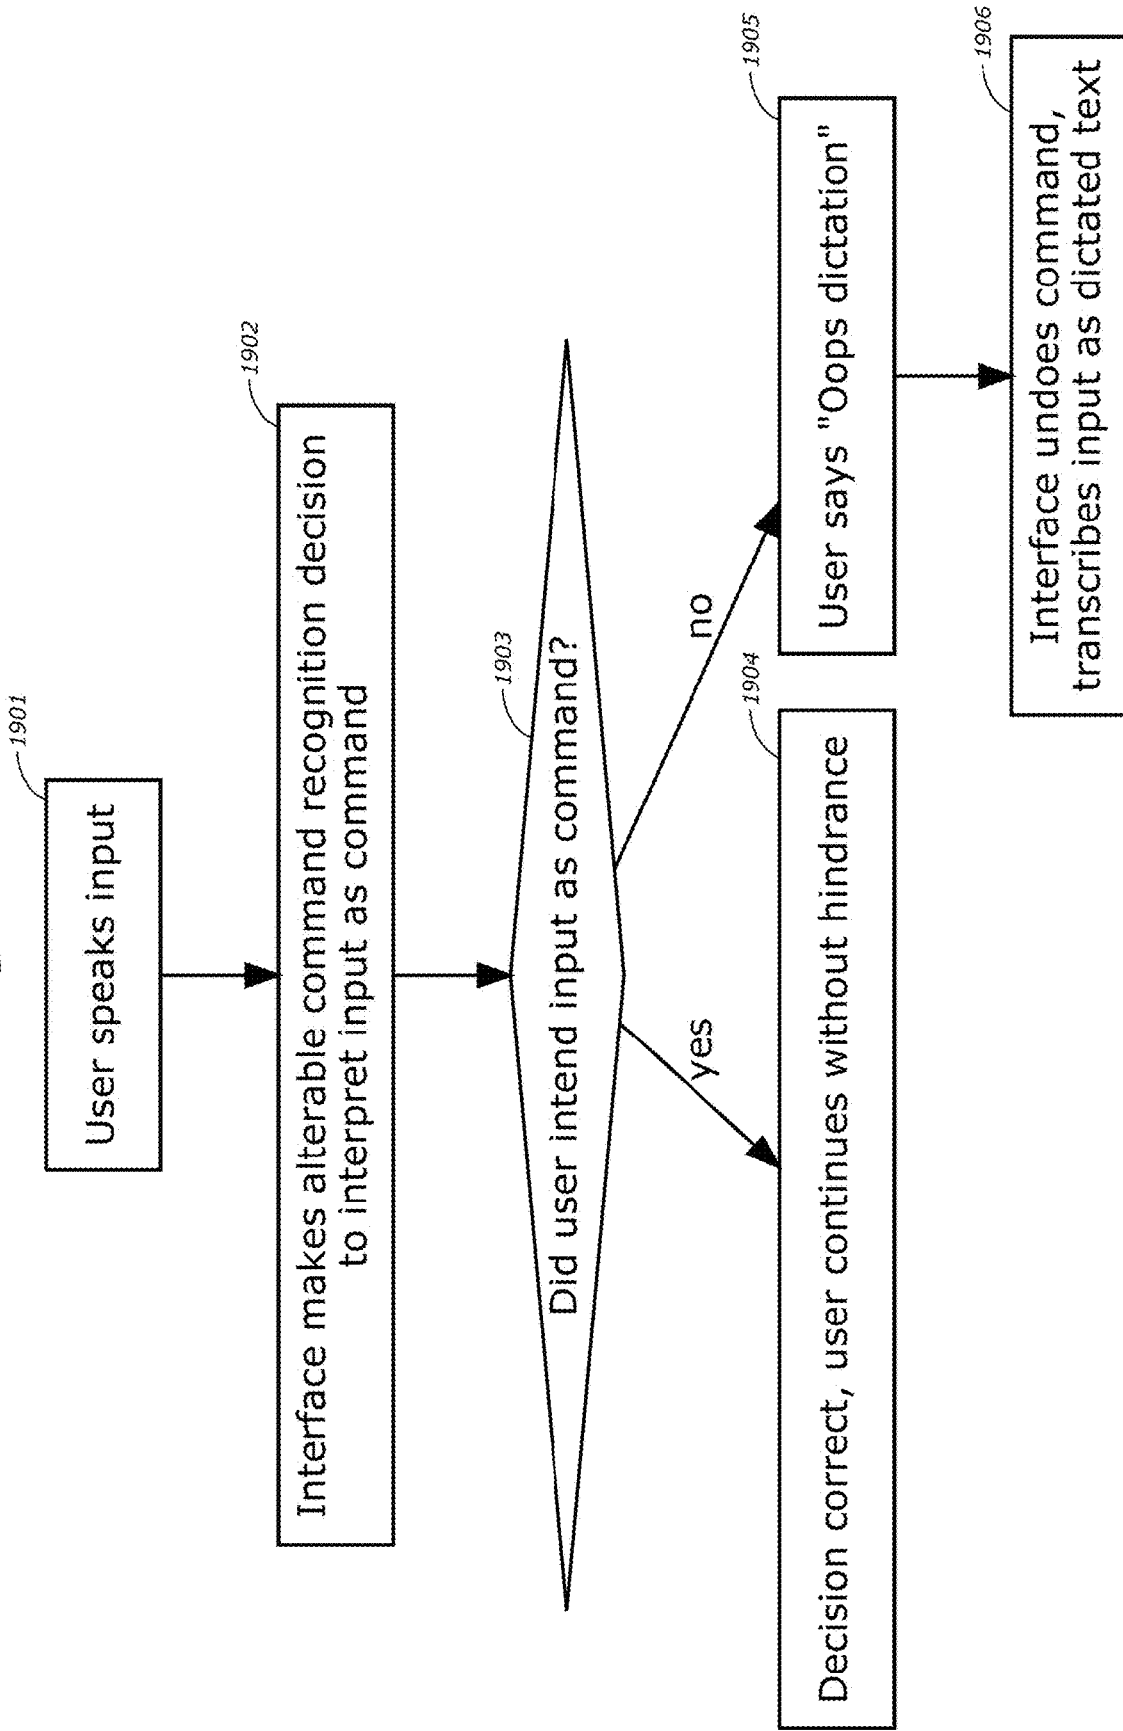 1901
User speaks input
1902
Interface makes alterable command recognition decision
to interpret input as command
1903
Did user intend input as command?
yes
no
1904
Decision correct, user continues without hindrance
1905
User says "Oops dictation"
1906
Interface undoes command,
transcribes input as dictated text